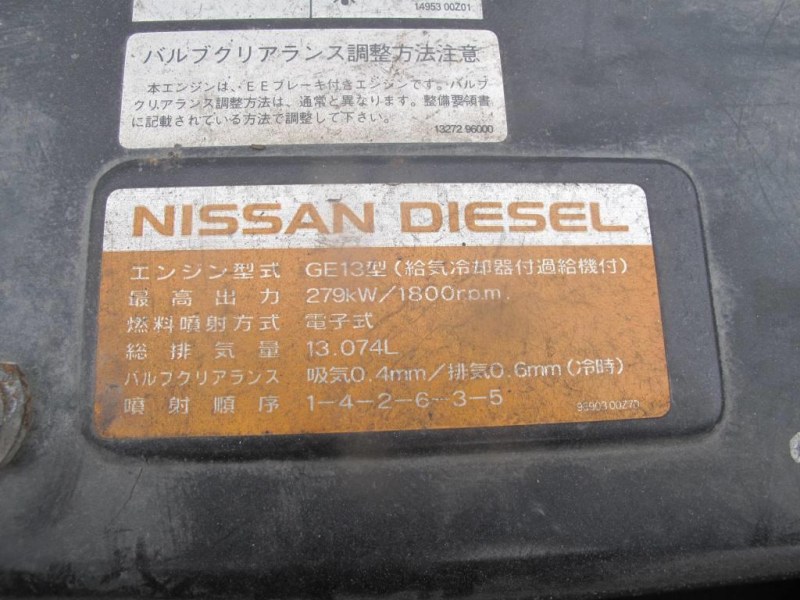 14953 00Z01
バルブクリアランス調整方法注意
本エンジンは、EEブレーキ付きエンジンです。バルブ
クリアランス調整方法は、通常と異なります。整備要領書
に記載されている方法で調整して下さい。
13272 96000
NISSAN DIESEL
エンジン型式 GE13型(給気冷却器付過給機付)
最高出力 279kW/1800r.p.m.
燃料噴射方式 電子式
総排気量 13.074L
バルブクリアランス 吸気0.4mm/排気0.6mm(冷時)
噴射順序 1-4-2-6-3-5